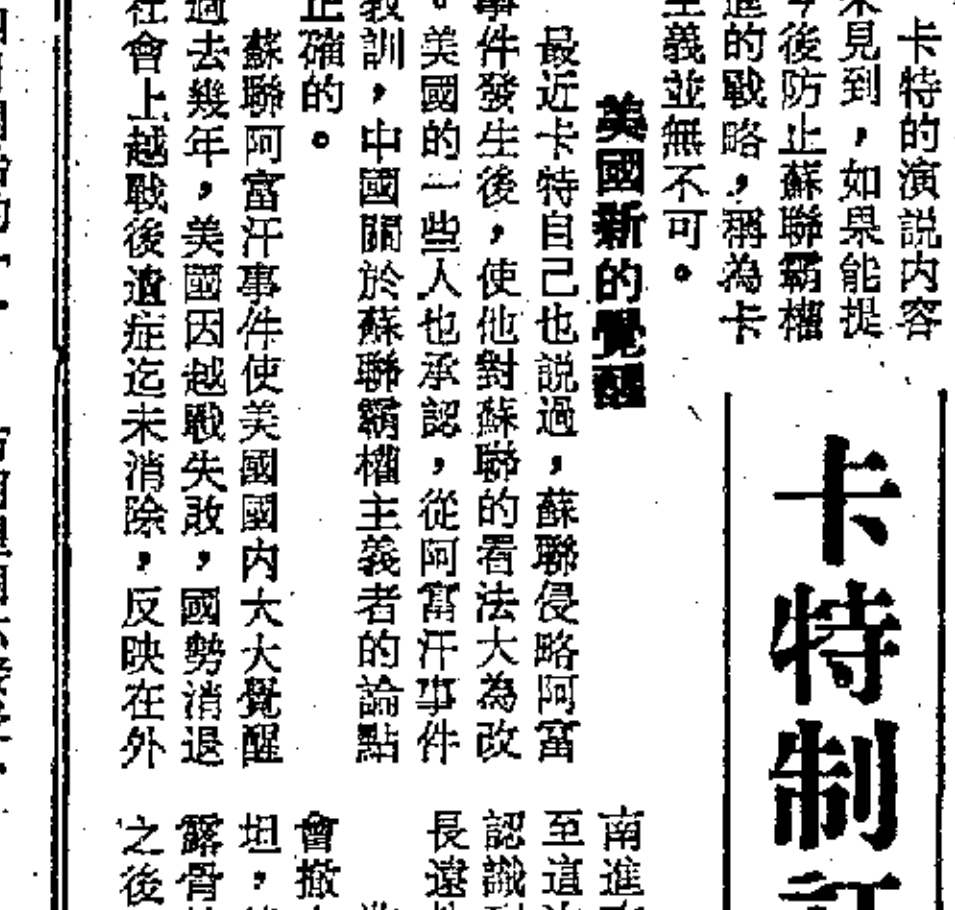 卡特的演説內容
未見到，如果能提
後防止蘇聯霸權
進的戰略，稱為卡
主義並無不可。
美國新的覺醒
最近卡特自己也説過，蘇聯侵略阿富
事件發生後，使他對蘇聯的看法大為改
。美國的一些人也承認，從阿富汗事件
教訓，中國關於蘇聯霸權主義者的論點
正確的。
蘇聯阿富汗事件使美國國內大大覺醒
過去幾年，美國因越戰失敗，國勢消退
社會上越戰後遺症迄未消除，反映在外
卡特制訂
南進
至這
認識
長遠
會撤
坦，
露骨
之後